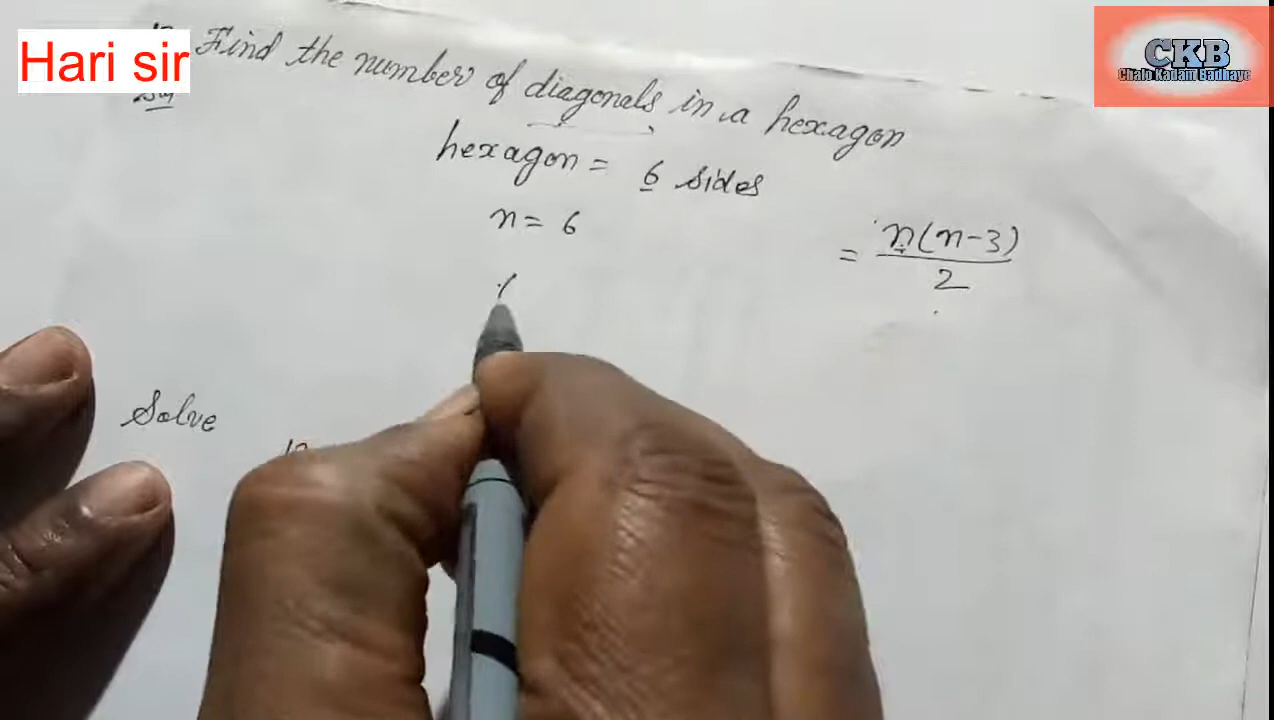 Hari sir
Find the number of diagonals in a hexagon
CKB
Chalo Kadam Badhaye
hexagon = 6 sides
n = 6
= n(n-3)/2
Solve